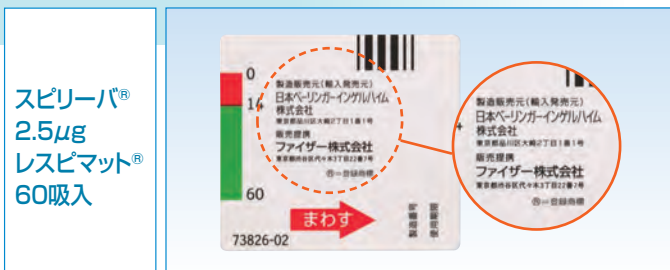 スピリーバ®
2.5μg
レスピマット®
60吸入
0
14
60
製造販売元(輸入発売元)
日本ベーリンガーインゲルハイム
株式会社
東京都品川区大崎2丁目1番1号
販売提携
ファイザー株式会社
東京都渋谷区代々木3丁目22番7号
®=登録商標
まわす
製造番号
使用期限
73826-02
製造販売元(輸入発売元)
日本ベーリンガーインゲルハイム
株式会社
東京都品川区大崎2丁目1番1号
販売提携
ファイザー株式会社
東京都渋谷区代々木3丁目22番7号
®=登録商標